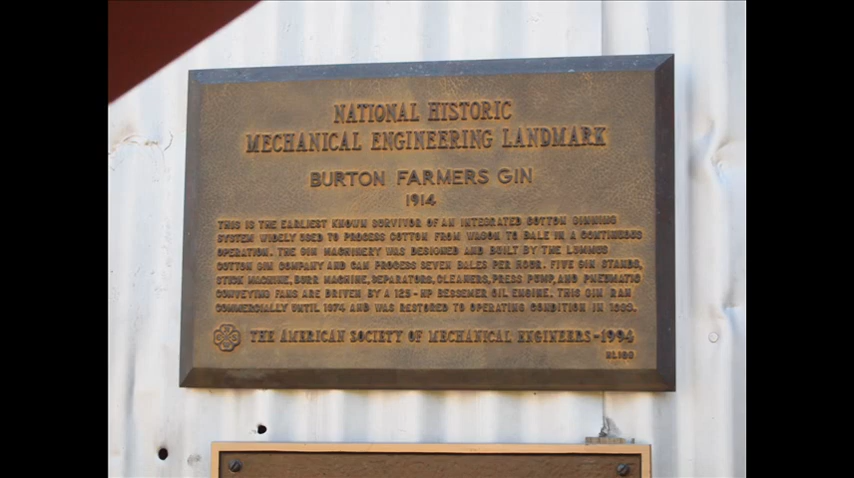 NATIONAL HISTORIC
MECHANICAL ENGINEERING LANDMARK
BURTON FARMERS GIN
1914
THIS IS THE EARLIEST KNOWN SURVIVOR OF AN INTEGRATED COTTON GINNING
SYSTEM WIDELY USED TO PROCESS COTTON FROM WAGON TO BALE IN A CONTINUOUS
OPERATION. THE GIN MACHINERY WAS DESIGNED AND BUILT BY THE LUMMUS
COTTON GIN COMPANY AND CAN PROCESS SEVEN BALES PER HOUR. FIVE GIN STANDS,
STICK MACHINE, BURR MACHINE, SEPARATORS, CLEANERS, PRESS PUMP, AND PNEUMATIC
CONVEYING FANS ARE DRIVEN BY A 125-HP BESSEMER OIL ENGINE. THIS GIN RAN
COMMERCIALLY UNTIL 1974 AND WAS RESTORED TO OPERATING CONDITION IN
THE AMERICAN SOCIETY OF MECHANICAL ENGINEERS-1994